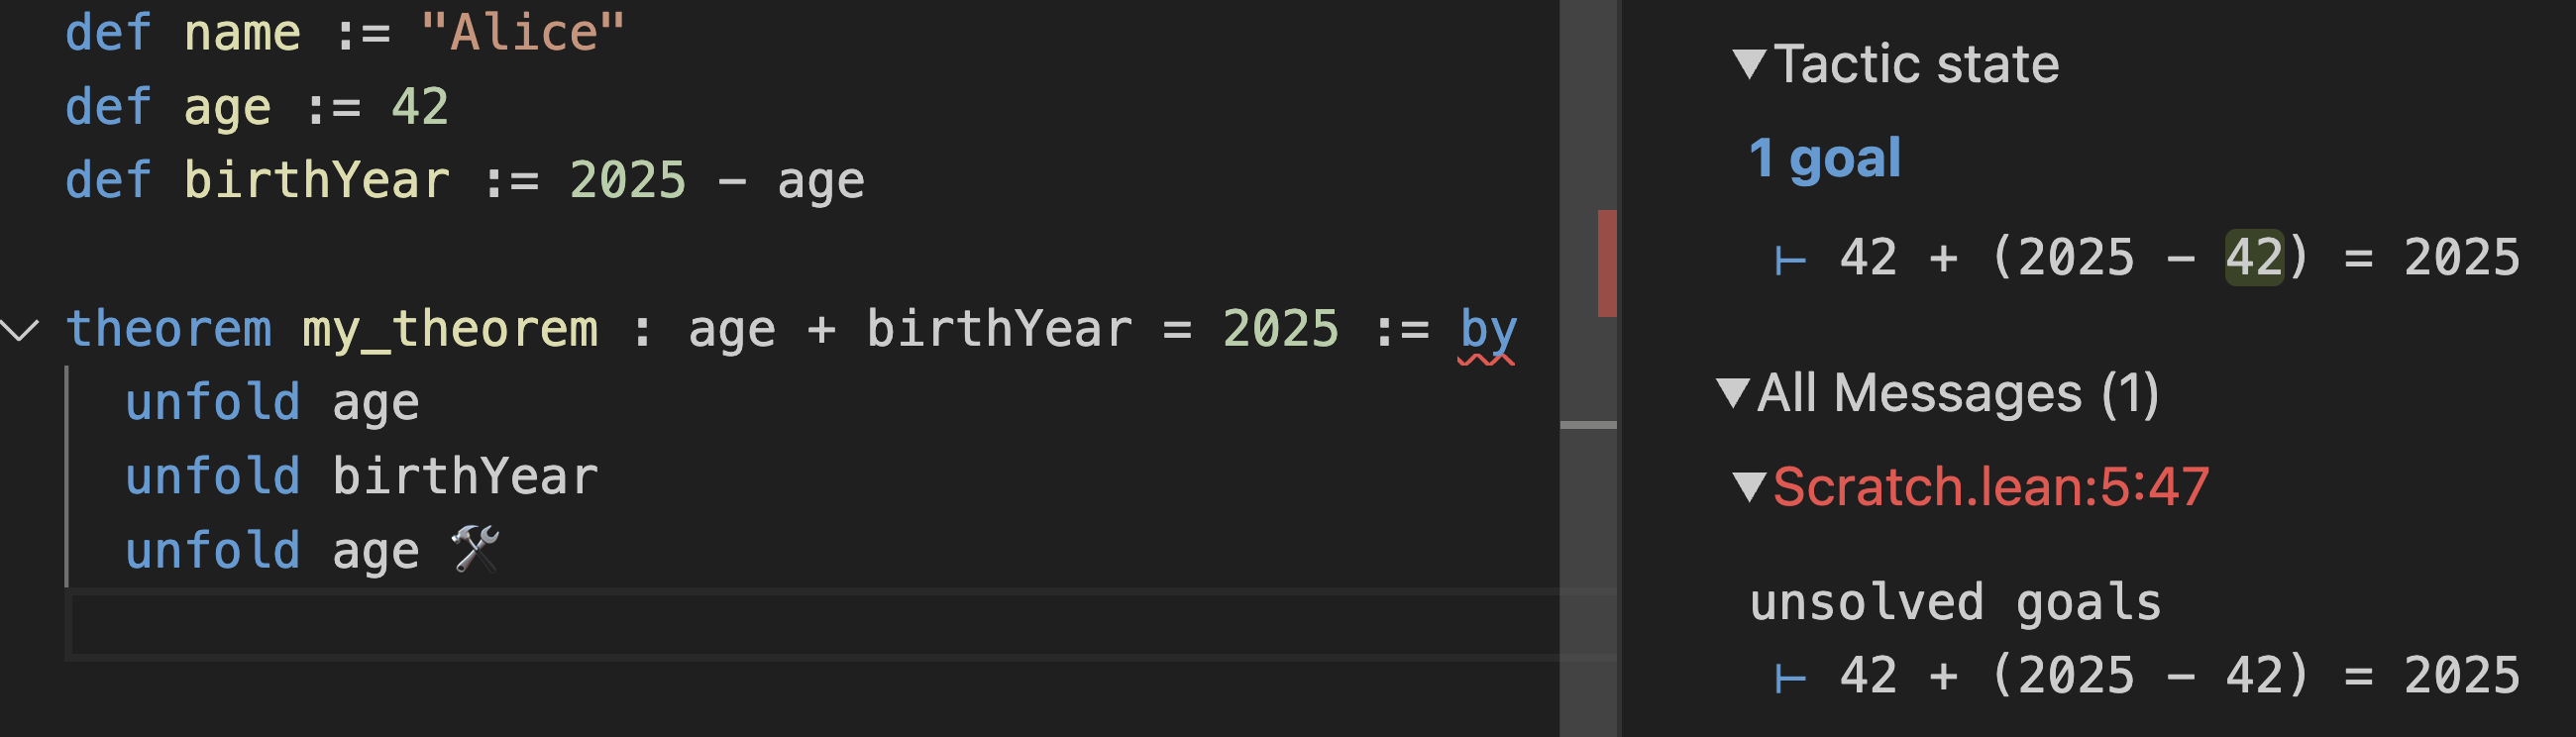 def name := "Alice"
def age := 42
def birthYear := 2025 - age
theorem my_theorem : age + birthYear = 2025 := by
unfold age
unfold birthYear
unfold age 🛠
▼Tactic state
1 goal
⊢ 42 + (2025 - 42) = 2025
▼All Messages (1)
▼Scratch.lean:5:47
unsolved goals
⊢ 42 + (2025 - 42) = 2025